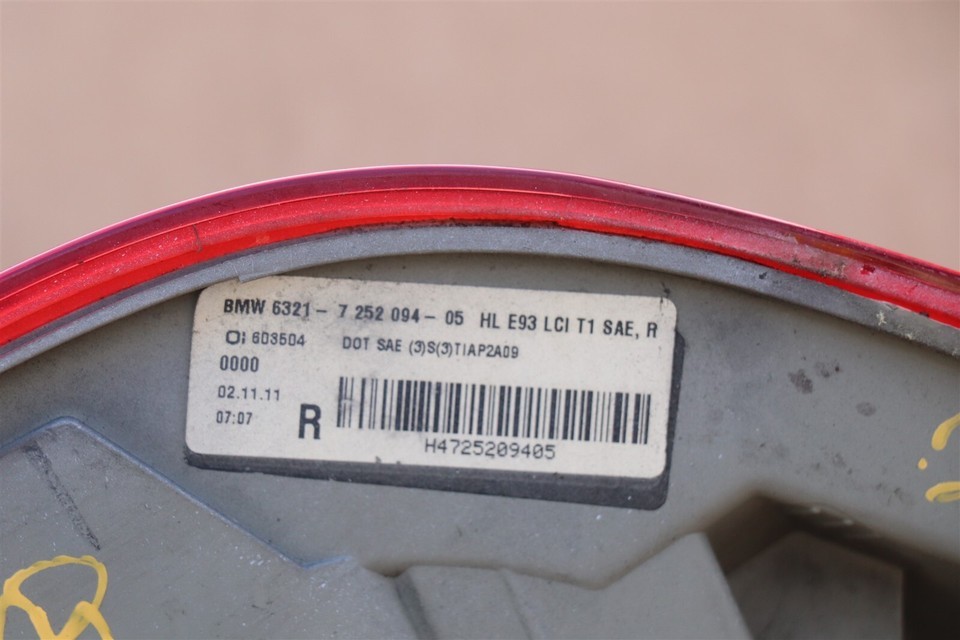 BMW 6321- 7 252 094- 05 HL E93 LCI T1 SAE, R
603504 DOT SAE (3)S(3)TIAP2A09
0000
02.11.11
07:07
R
H4725209405